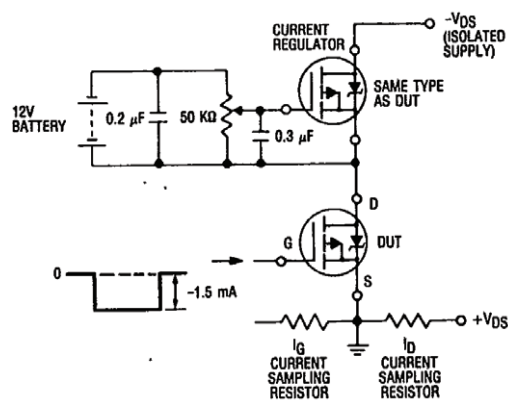 -VDS
(ISOLATED
SUPPLY)
CURRENT
REGULATOR
SAME TYPE
AS DUT
12V
BATTERY
0.2 µF
50 KΩ
0.3 µF
D
G
DUT
0
-1.5 mA
S
+VDS
IG
CURRENT
SAMPLING
RESISTOR
ID
CURRENT
SAMPLING
RESISTOR